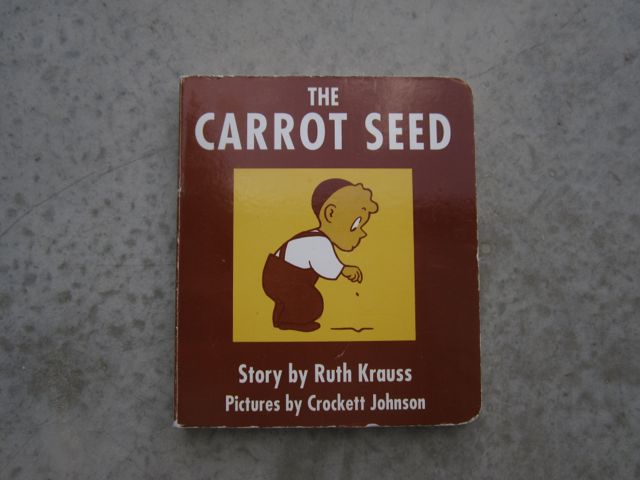 THE
CARROT SEED
Story by Ruth Krauss
Pictures by Crockett Johnson